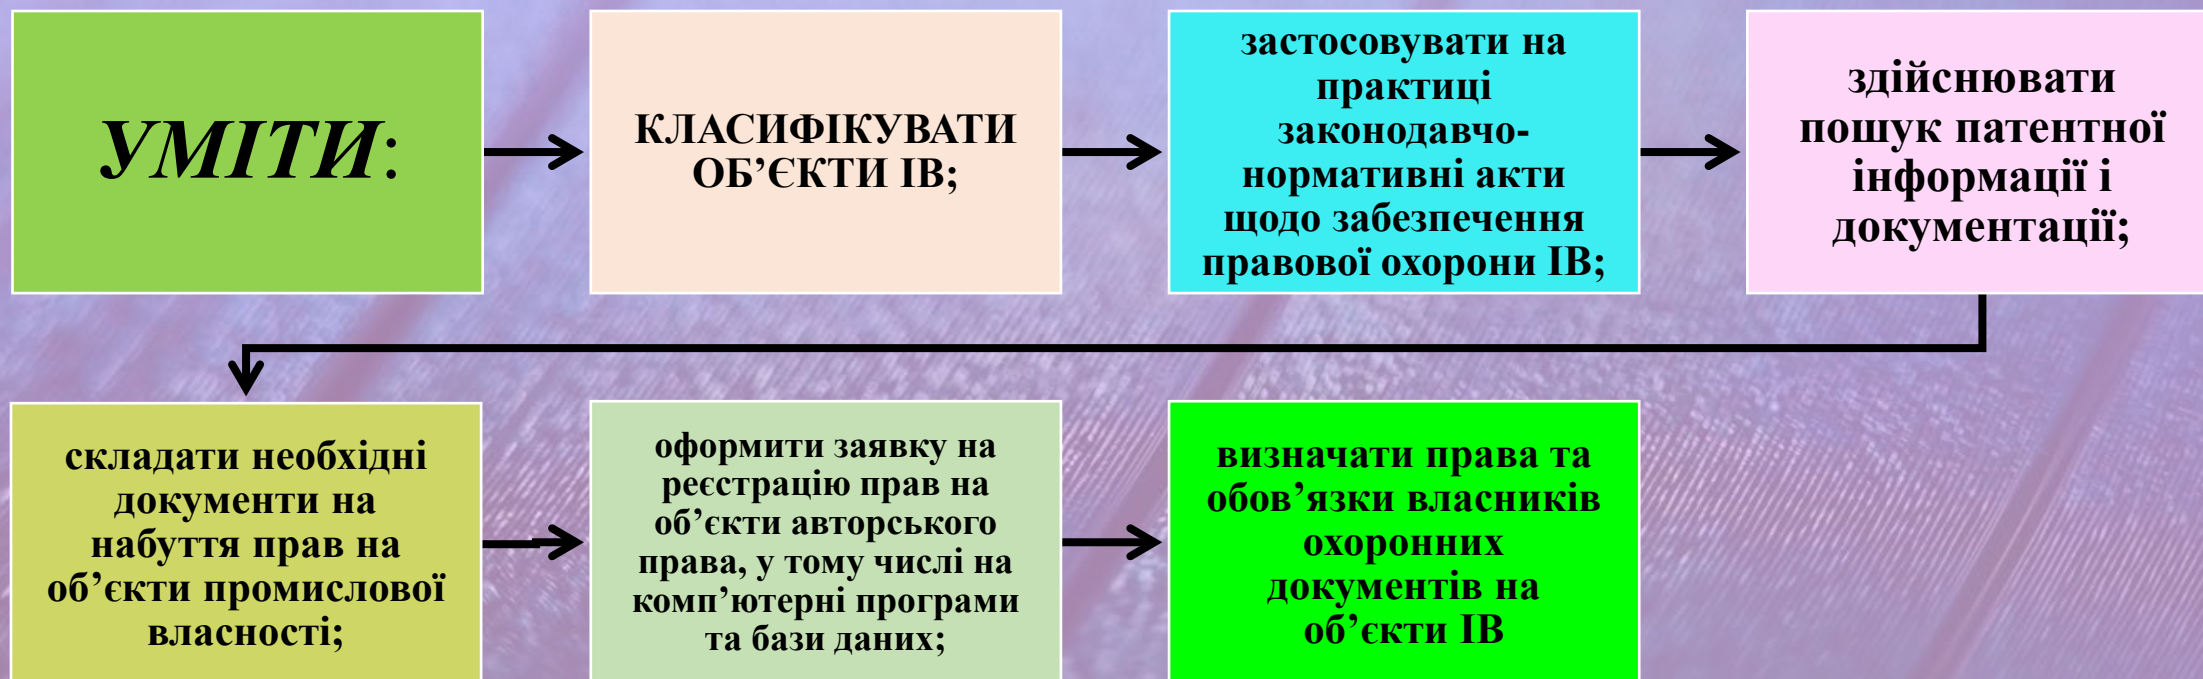 УМІТИ:
КЛАСИФІКУВАТИ
ОБ’ЄКТИ ІВ;
застосовувати на
практиці
законодавчо-
нормативні акти
щодо забезпечення
правової охорони ІВ;
здійснювати
пошук патентної
інформації і
документації;
складати необхідні
документи на
набуття прав на
об’єкти промислової
власності;
оформити заявку на
реєстрацію прав на
об’єкти авторського
права, у тому числі на
комп’ютерні програми
та бази даних;
визначати права та
обов’язки власників
охоронних
документів на
об’єкти ІВ